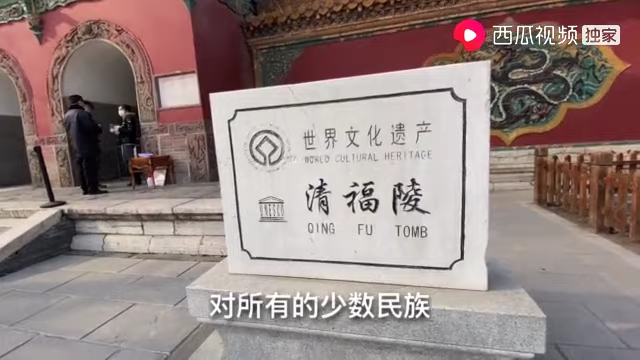 西瓜视频 独家
世界文化遗产
WORLD CULTURAL HERITAGE
清福陵
UNESCO
QING FU TOMB
对所有的少数民族